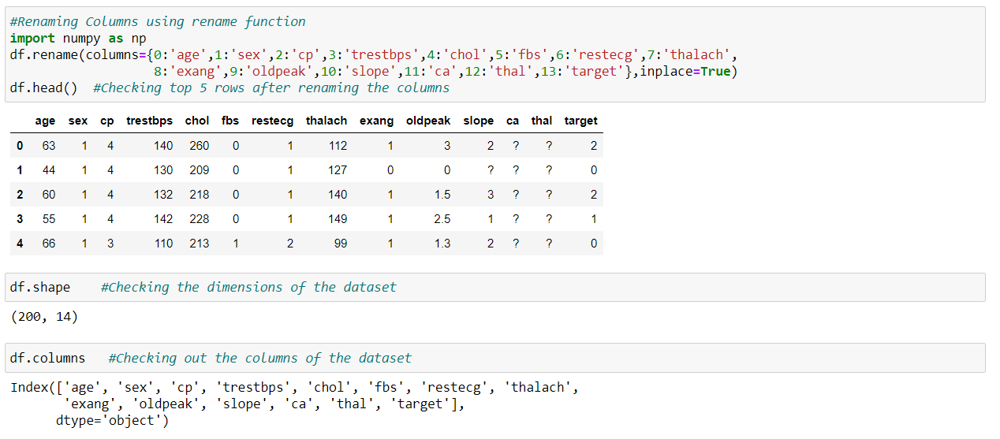 #Renaming Columns using rename function
import numpy as np
df.rename(columns={0:'age',1:'sex',2:'cp',3:'trestbps',4:'chol',5:'fbs',6:'restecg',7:'thalach',
8:'exang',9:'oldpeak',10:'slope',11:'ca',12:'thal',13:'target'},inplace=True)
df.head()  #Checking top 5 rows after renaming the columns
age sex cp trestbps chol fbs restecg thalach exang oldpeak slope ca thal target
0 63 1 4 140 260 0 1 112 1 3 2 ? ? 2
1 44 1 4 130 209 0 1 127 0 0 ? ? ? 0
2 60 1 4 132 218 0 1 140 1 1.5 3 ? ? 2
3 55 1 4 142 228 0 1 149 1 2.5 1 ? ? 1
4 66 1 3 110 213 1 2 99 1 1.3 2 ? ? 0
df.shape    #Checking the dimensions of the dataset
(200, 14)
df.columns   #Checking out the columns of the dataset
Index(['age', 'sex', 'cp', 'trestbps', 'chol', 'fbs', 'restecg', 'thalach',
'exang', 'oldpeak', 'slope', 'ca', 'thal', 'target'],
dtype='object')